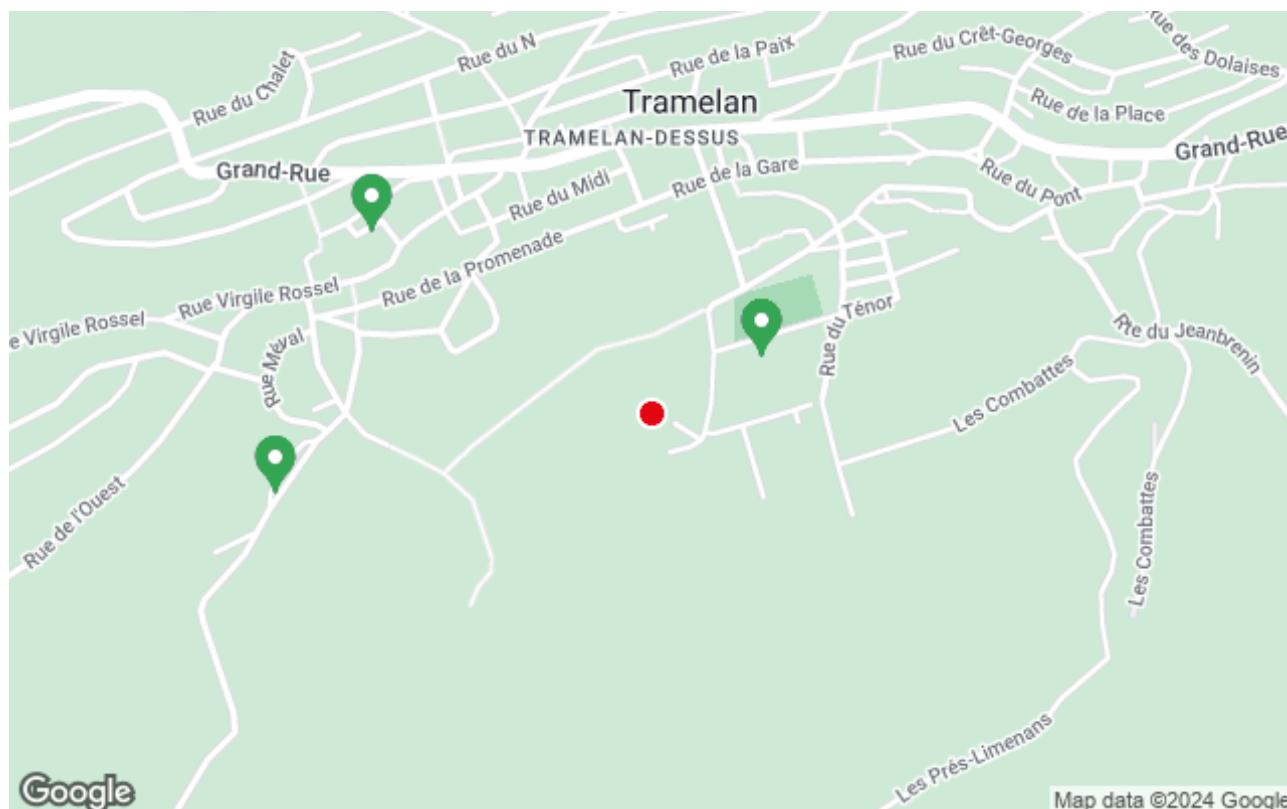 Rue du Chalet
Rue du N
Rue de la Paix
Rue du Crêt-Georges
Rue des Dolaises
Tramelan
TRAMELAN-DESSUS
Rue de la Place
Grand-Rue
Grand-Rue
Rue du Midi
Rue de la Gare
Rue du Pont
Rue de la Promenade
Rue Virgile Rossel
e Virgile Rossel
Rue Méval
Rue du Ténor
Rte du Jeanbrenin
Les Combattes
Rue de l'Ouest
Les Combattes
Les Prés-Limenans
Google
Map data ©2024 Google